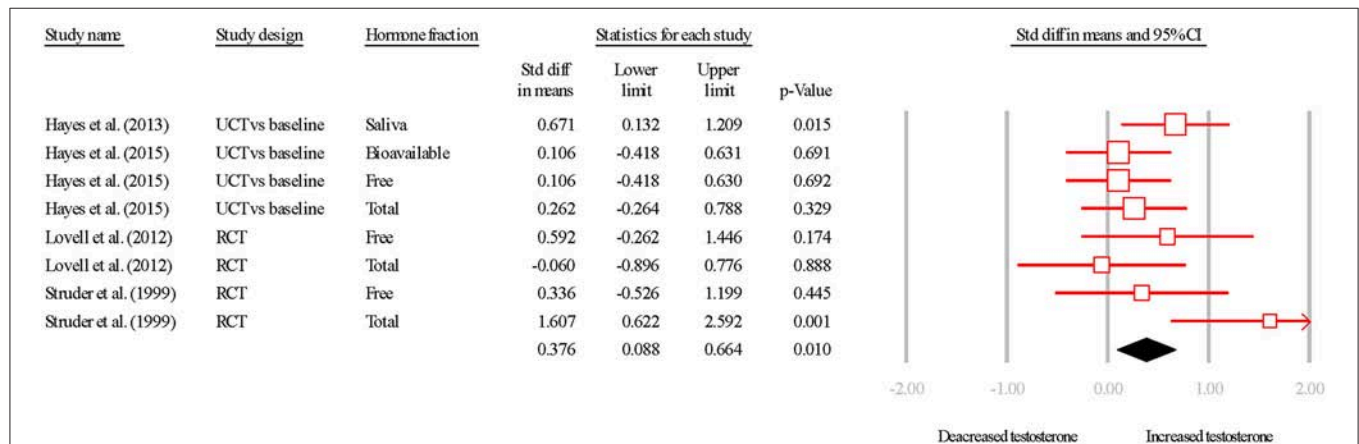 Study name Study design Hormone fraction Statistics for each study Std diff in means and 95%CI
Std diff Lower Upper
in means limit limit p-Value
Hayes et al. (2013) UCT vs baseline Saliva 0.671 0.132 1.209 0.015
Hayes et al. (2015) UCT vs baseline Bioavailable 0.106 -0.418 0.631 0.691
Hayes et al. (2015) UCT vs baseline Free 0.106 -0.418 0.630 0.692
Hayes et al. (2015) UCT vs baseline Total 0.262 -0.264 0.788 0.329
Lovell et al. (2012) RCT Free 0.592 -0.262 1.446 0.174
Lovell et al. (2012) RCT Total -0.060 -0.896 0.776 0.888
Struder et al. (1999) RCT Free 0.336 -0.526 1.199 0.445
Struder et al. (1999) RCT Total 1.607 0.622 2.592 0.001
0.376 0.088 0.664 0.010
-2.00 -1.00 0.00 1.00 2.00
Deacreased testosterone Increased testosterone